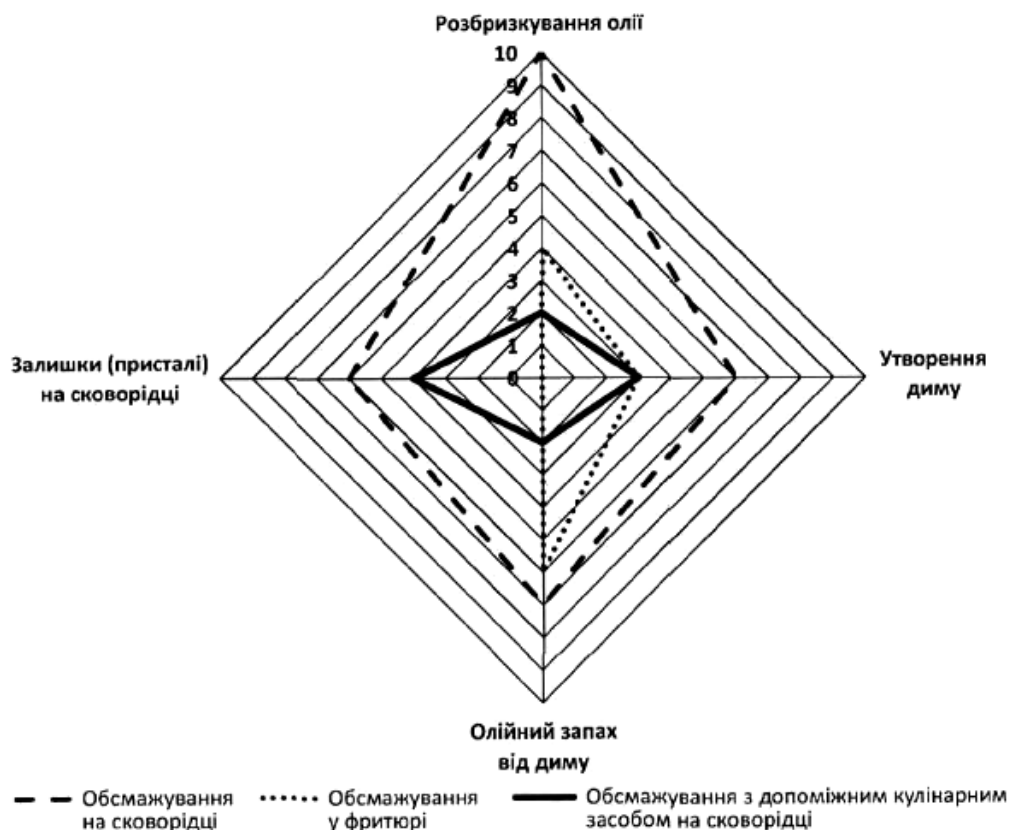 Розбризкування олії
10
9
8
7
6
5
4
3
2
1
0
Залишки (присталі)
на сковорідці
Утворення
диму
Олійний запах
від диму
Обсмажування
на сковорідці
Обсмажування
у фритюрі
Обсмажування з допоміжним кулінарним
засобом на сковорідці